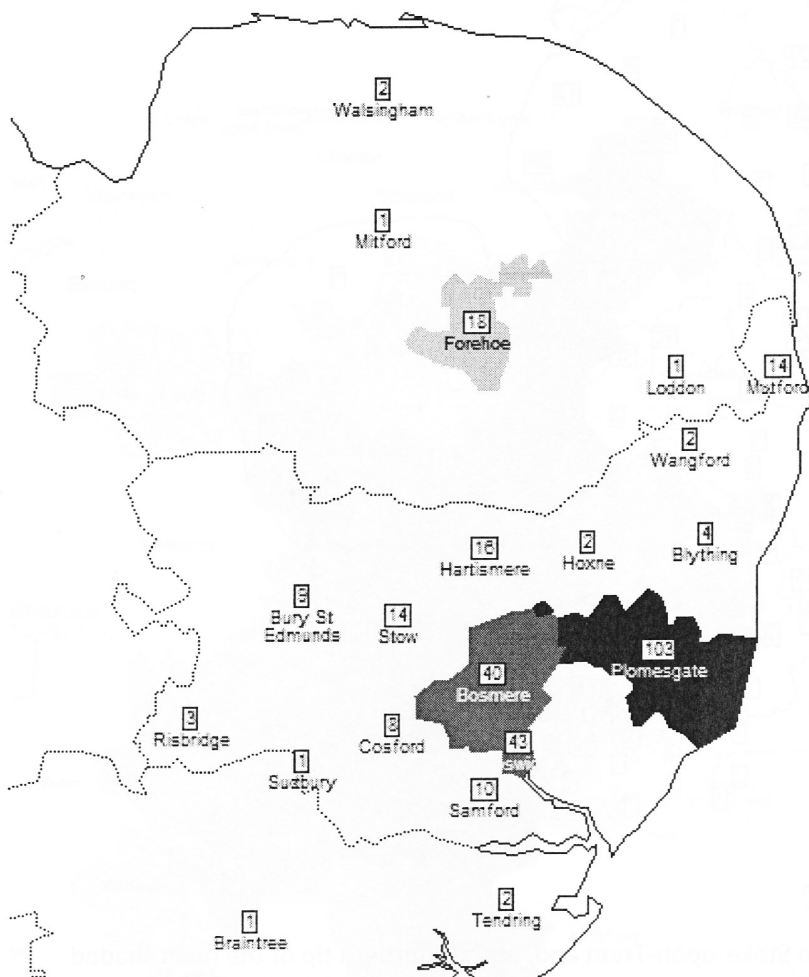 2
Walsingham
1
Mitford
18
Forehoe
1
Loddon
14
Mutford
2
Wangford
16
Hartismere
2
Hoxne
4
Blything
3
Bury St
Edmunds
14
Stow
103
Plomesgate
40
Bosmere
3
Risbridge
8
Cosford
43
1
Sudbury
10
Samford
2
Tendring
1
Braintree